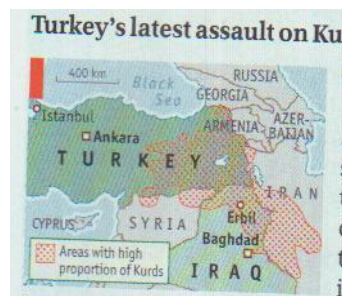 Turkey's latest assault on Ku
400 km
Black
Sea
RUSSIA
GEORGIA
Istanbul
ARMENIA
AZER-
BAIJAN
Ankara
TURKEY
IRAN
Erbil
CYPRUS
SYRIA
Baghdad
Areas with high
proportion of Kurds
IRAQ